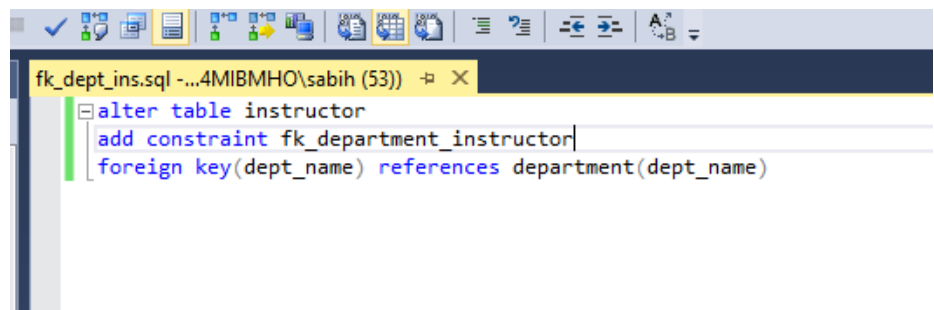 fk_dept_ins.sql -...4MIBMHO\sabih (53))
alter table instructor
add constraint fk_department_instructor
foreign key(dept_name) references department(dept_name)